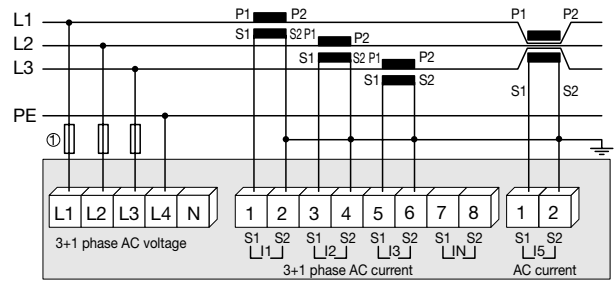 L1 P1 P2 P1 P2
L2 S1 S2 P1 P2
L3 S1 S2 P1 P2
S1 S2 S1 S2
PE
①
L1 L2 L3 L4 N 1 2 3 4 5 6 7 8 1 2
S1 S2 S1 S2 S1 S2 S1 S2 S1 S2
3+1 phase AC voltage I1 I2 I3 IN I5
3+1 phase AC current AC current